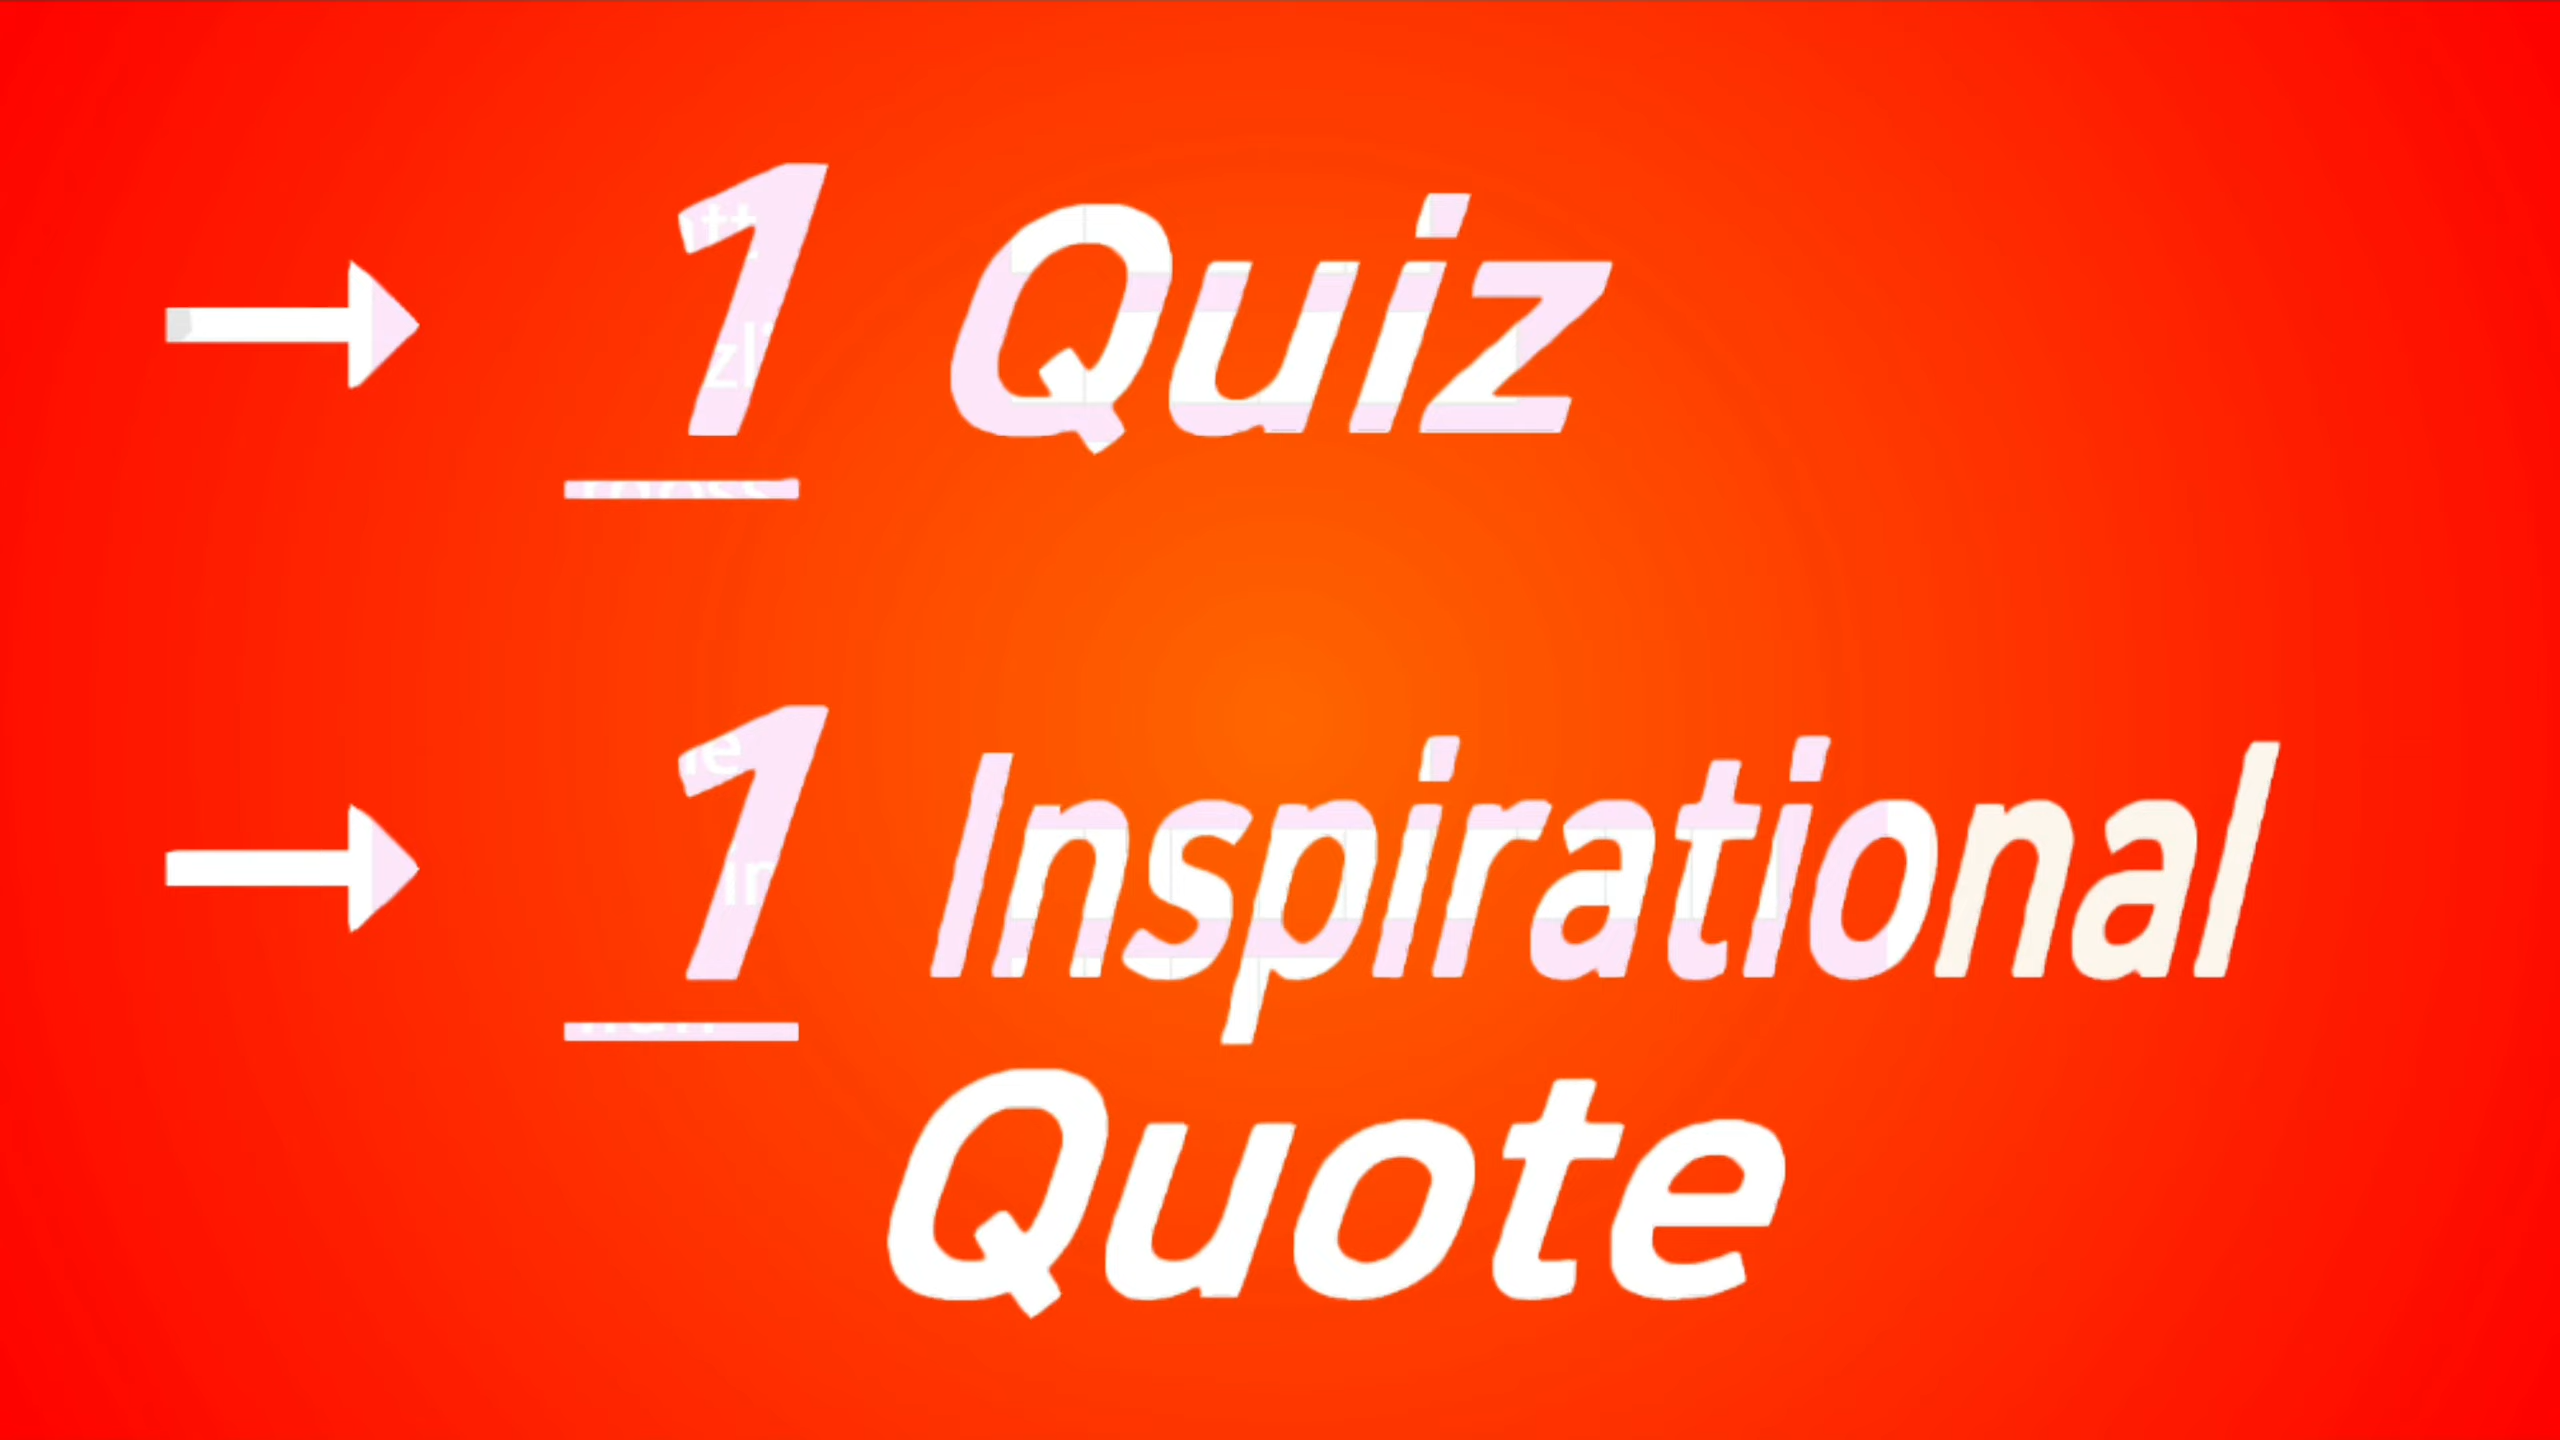 → 1 Quiz
→ 1 Inspirational
Quote